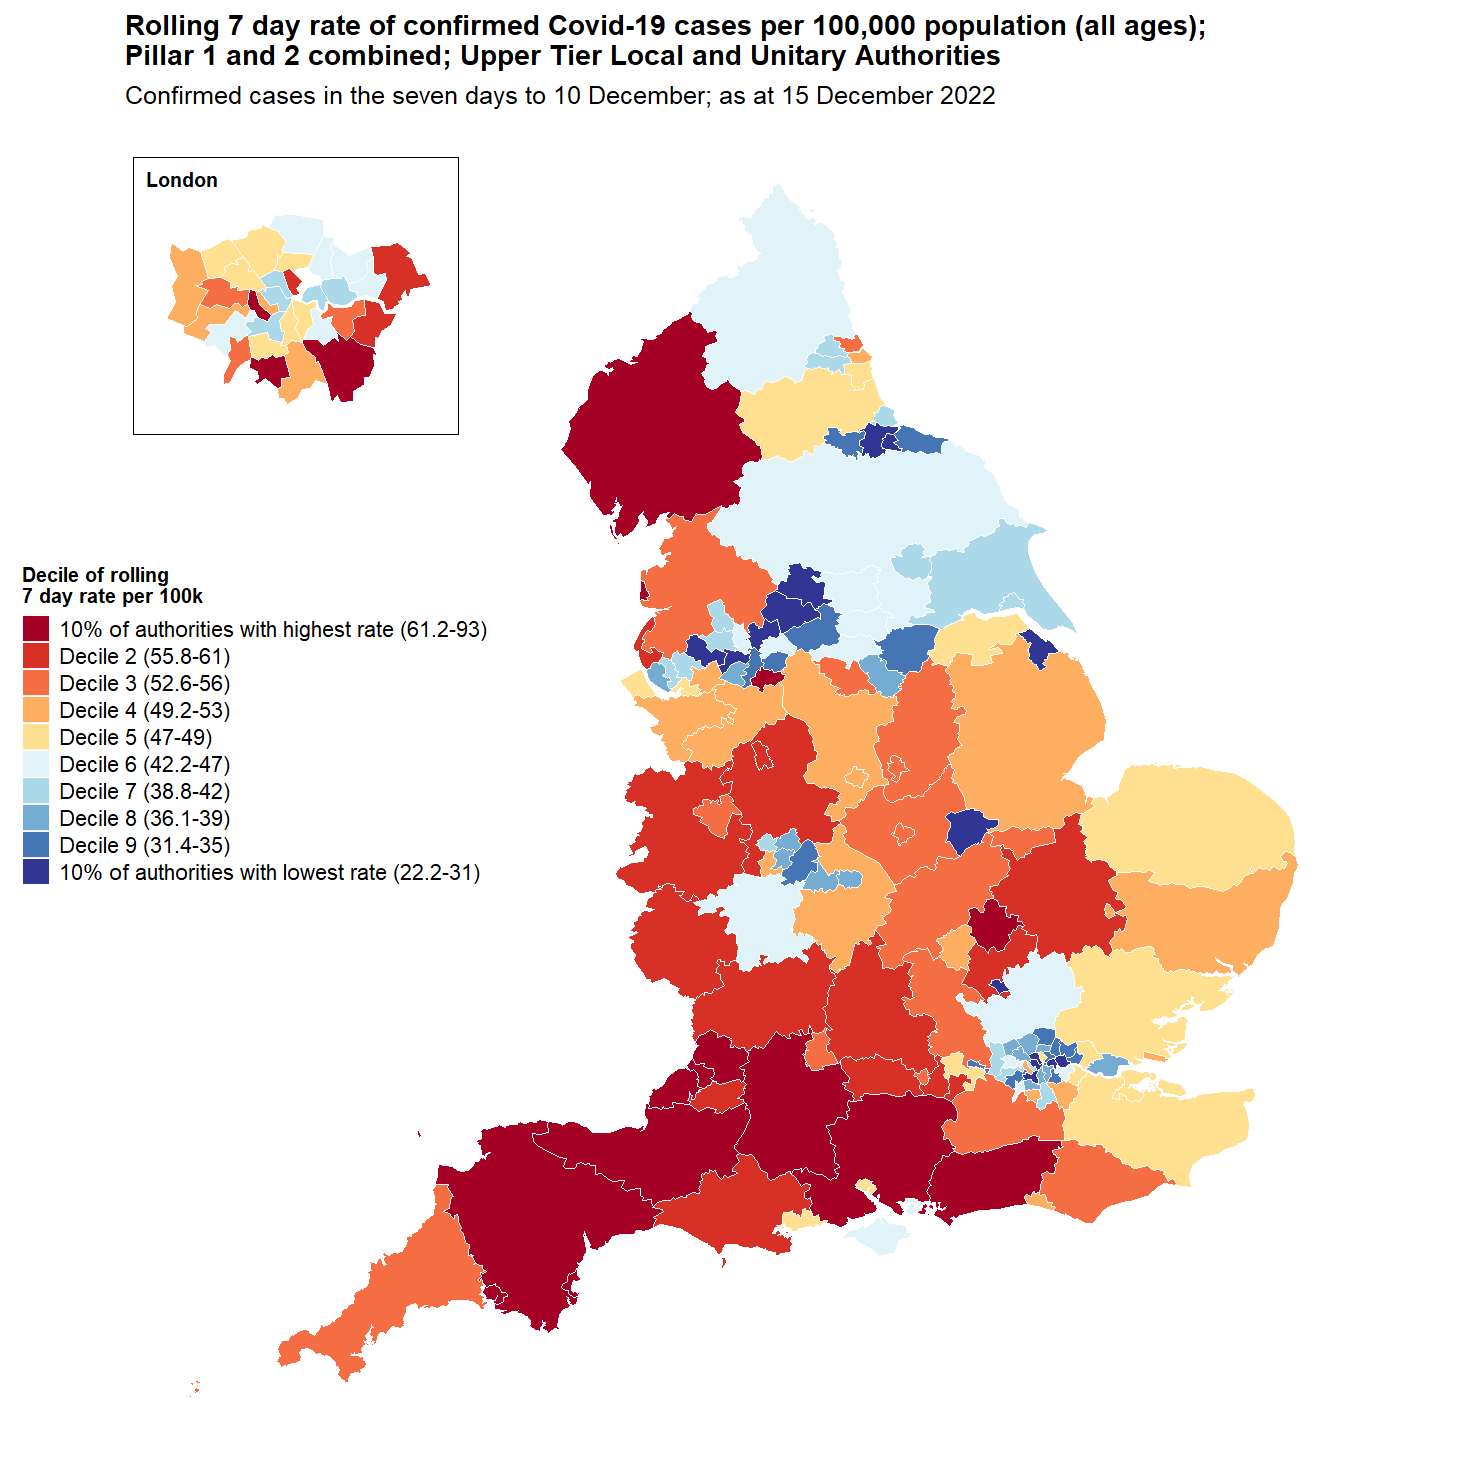 Rolling 7 day rate of confirmed Covid-19 cases per 100,000 population (all ages);
Pillar 1 and 2 combined; Upper Tier Local and Unitary Authorities
Confirmed cases in the seven days to 10 December; as at 15 December 2022
London
Decile of rolling
7 day rate per 100k
10% of authorities with highest rate (61.2-93)
Decile 2 (55.8-61)
Decile 3 (52.6-56)
Decile 4 (49.2-53)
Decile 5 (47-49)
Decile 6 (42.2-47)
Decile 7 (38.8-42)
Decile 8 (36.1-39)
Decile 9 (31.4-35)
10% of authorities with lowest rate (22.2-31)